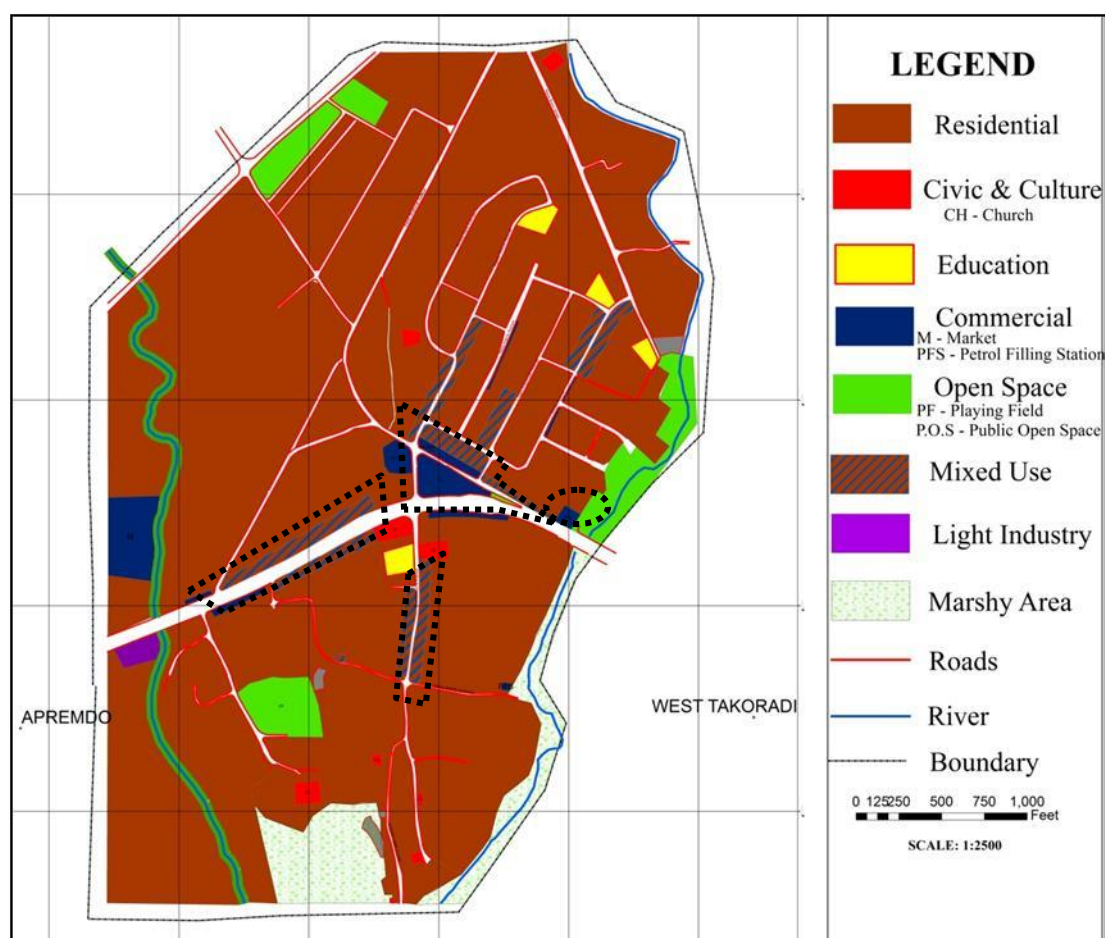 LEGEND
Residential
Civic & Culture
CH - Church
Education
Commercial
M - Market
PFS - Petrol Filling Station
Open Space
PF - Playing Field
P.O.S - Public Open Space
Mixed Use
Light Industry
Marshy Area
Roads
River
Boundary
0 125250 500 750 1,000
Feet
SCALE: 1:2500
APREMDO
WEST TAKORADI